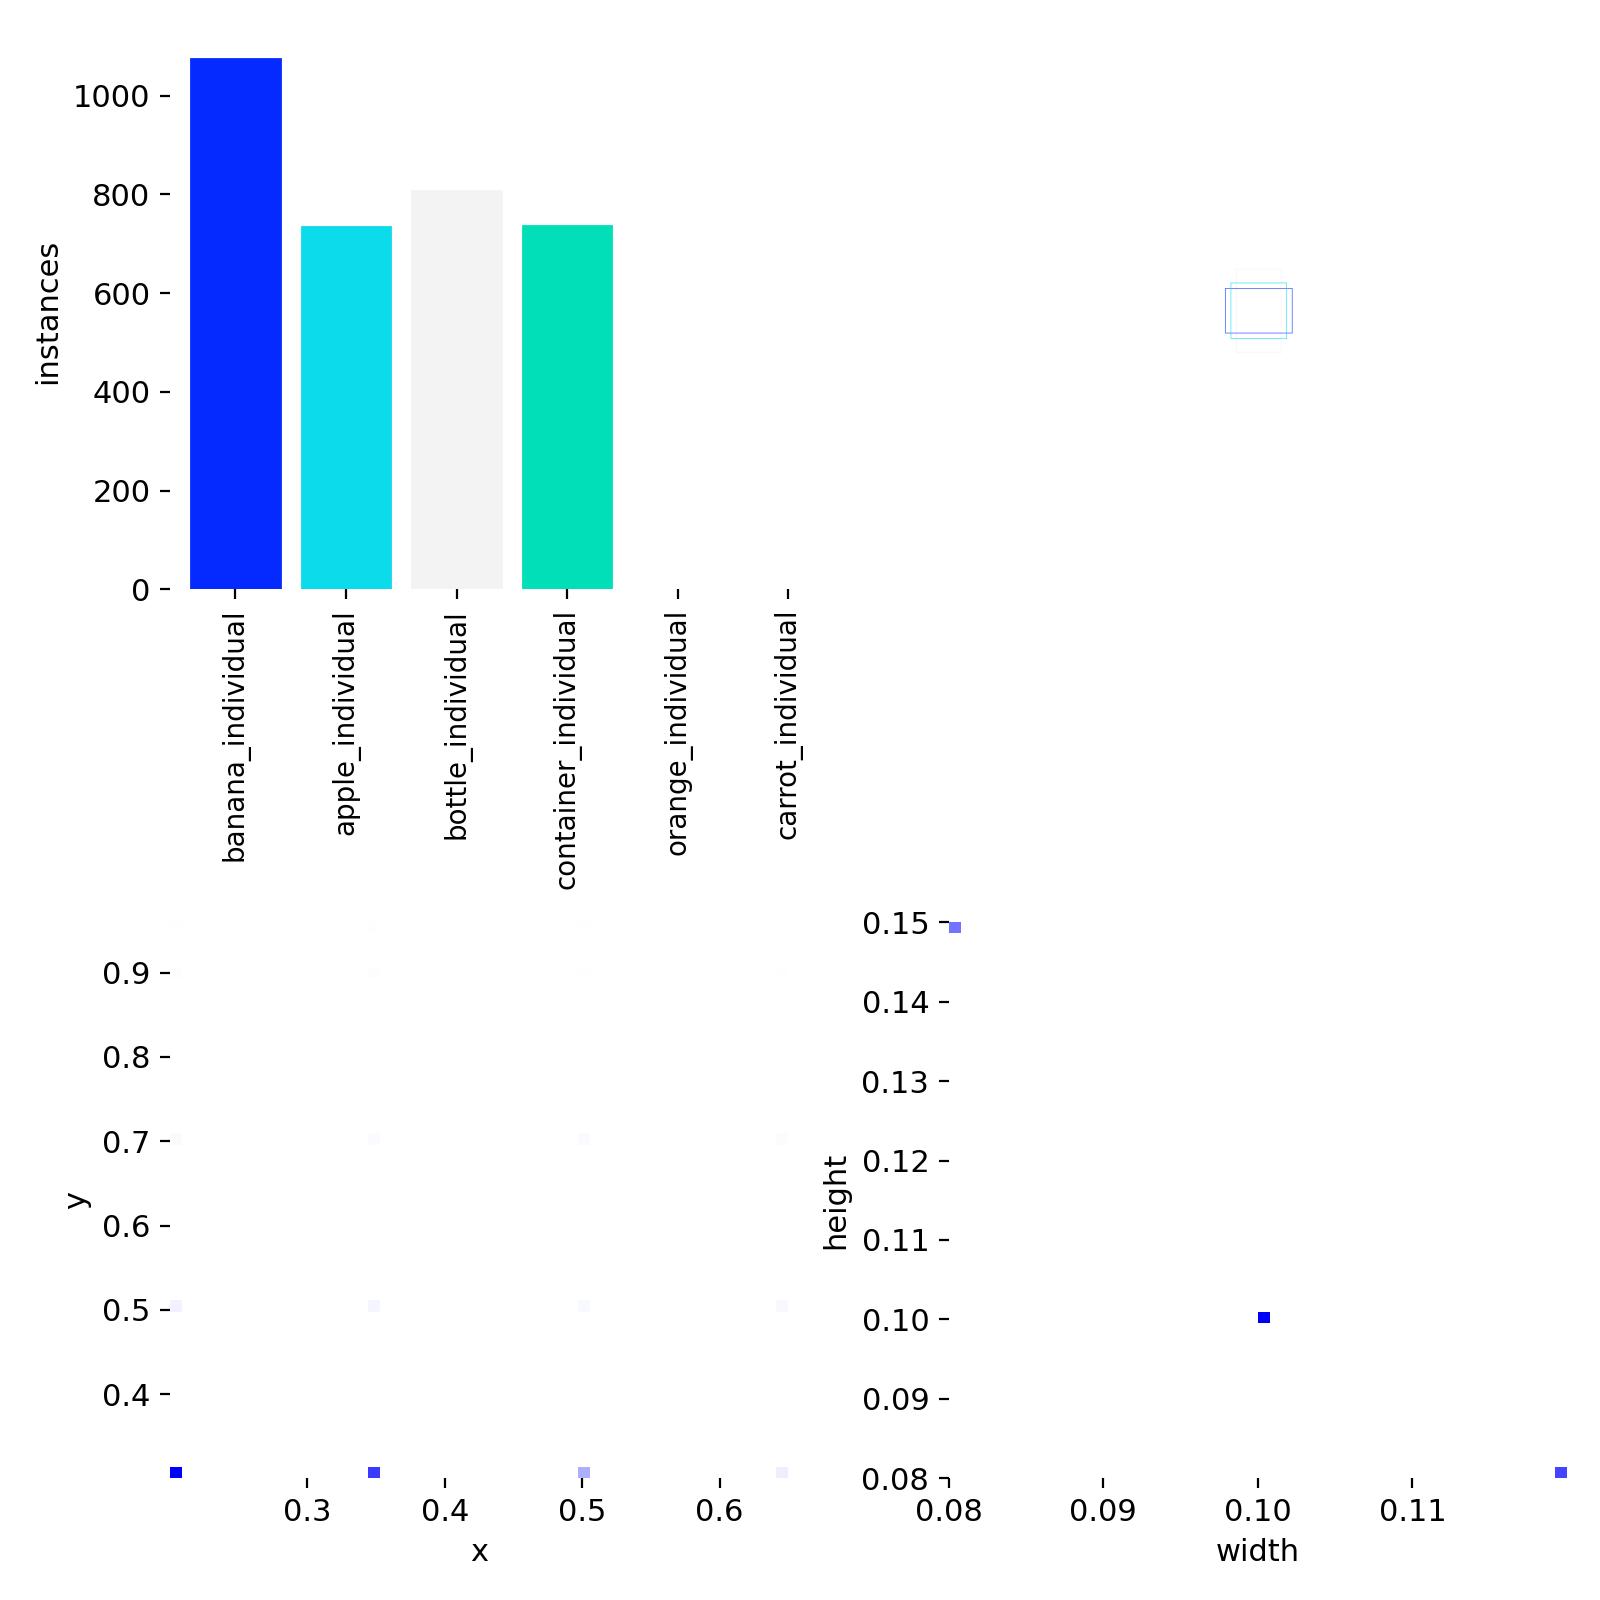 1000
800
600
400
200
0
instances
banana_individual
apple_individual
bottle_individual
container_individual
orange_individual
carrot_individual
0.9
0.8
0.7
0.6
0.5
0.4
y
0.3
0.4
0.5
0.6
x
0.15
0.14
0.13
0.12
0.11
0.10
0.09
0.08
height
0.08
0.09
0.10
0.11
width